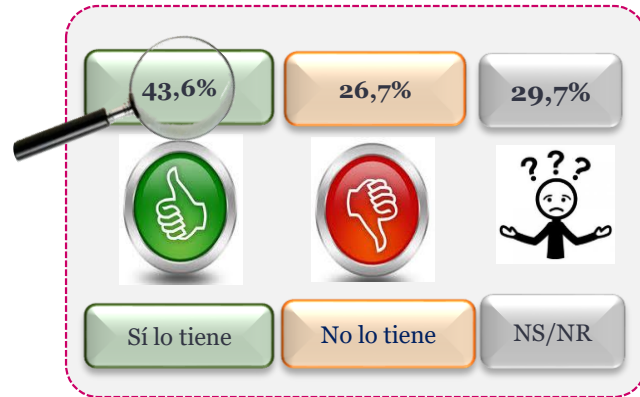 43,6%
26,7%
29,7%
? ? ?
Sí lo tiene
No lo tiene
NS/NR